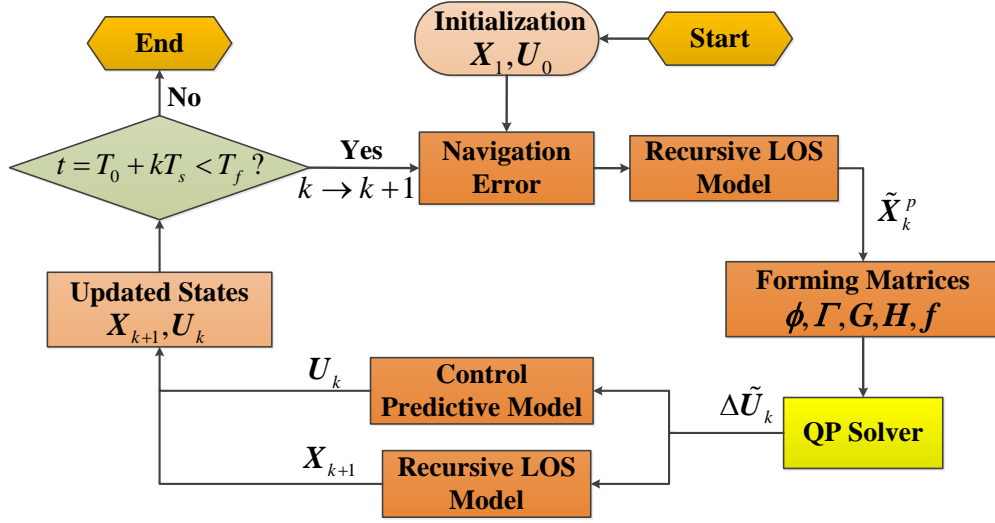 End
Initialization
X₁, U₀
Start
No
t = T₀ + kTₛ < T_f ?
Yes
k → k + 1
Navigation
Error
Recursive LOS
Model
X̃ₖᵖ
Updated States
Xₖ₊₁, Uₖ
Forming Matrices
ϕ, Γ, G, H, f
Uₖ
Control
Predictive Model
ΔŨₖ
QP Solver
Xₖ₊₁
Recursive LOS
Model